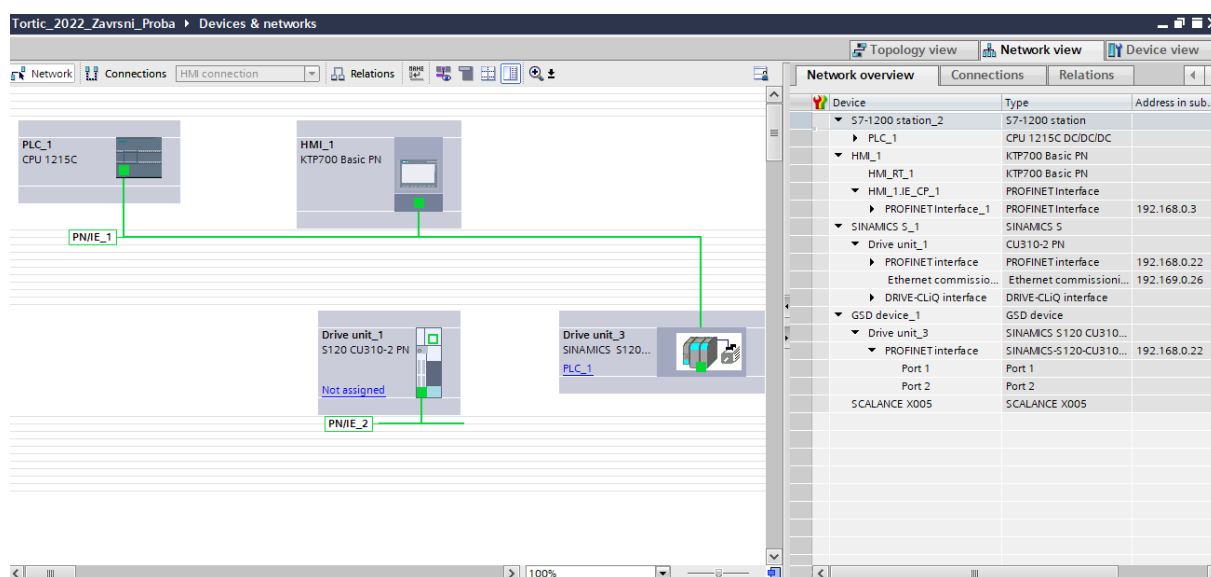 Tortic_2022_Zavrsni_Proba ▸ Devices & networks
Topology view Network view Device view
Network Connections HMI connection Relations
Network overview Connections Relations
Device Type Address in sub...
S7-1200 station_2 S7-1200 station
PLC_1 CPU 1215C DC/DC/DC
HMI_1 KTP700 Basic PN
HMI_RT_1 KTP700 Basic PN
HMI_1.IE_CP_1 PROFINET Interface
PROFINET Interface_1 PROFINET Interface 192.168.0.3
SINAMICS S_1 SINAMICS S
Drive unit_1 CU310-2 PN
PROFINET interface PROFINET interface 192.168.0.22
Ethernet commissio... Ethernet commissioni... 192.169.0.26
DRIVE-CLiQ interface DRIVE-CLiQ interface
GSD device_1 GSD device
Drive unit_3 SINAMICS S120 CU310...
PROFINET interface SINAMICS-S120-CU310... 192.168.0.22
Port 1 Port 1
Port 2 Port 2
SCALANCE X005 SCALANCE X005
PLC_1
CPU 1215C
HMI_1
KTP700 Basic PN
PN/IE_1
Drive unit_1
S120 CU310-2 PN
Not assigned
Drive unit_3
SINAMICS S120...
PLC_1
PN/IE_2
100%